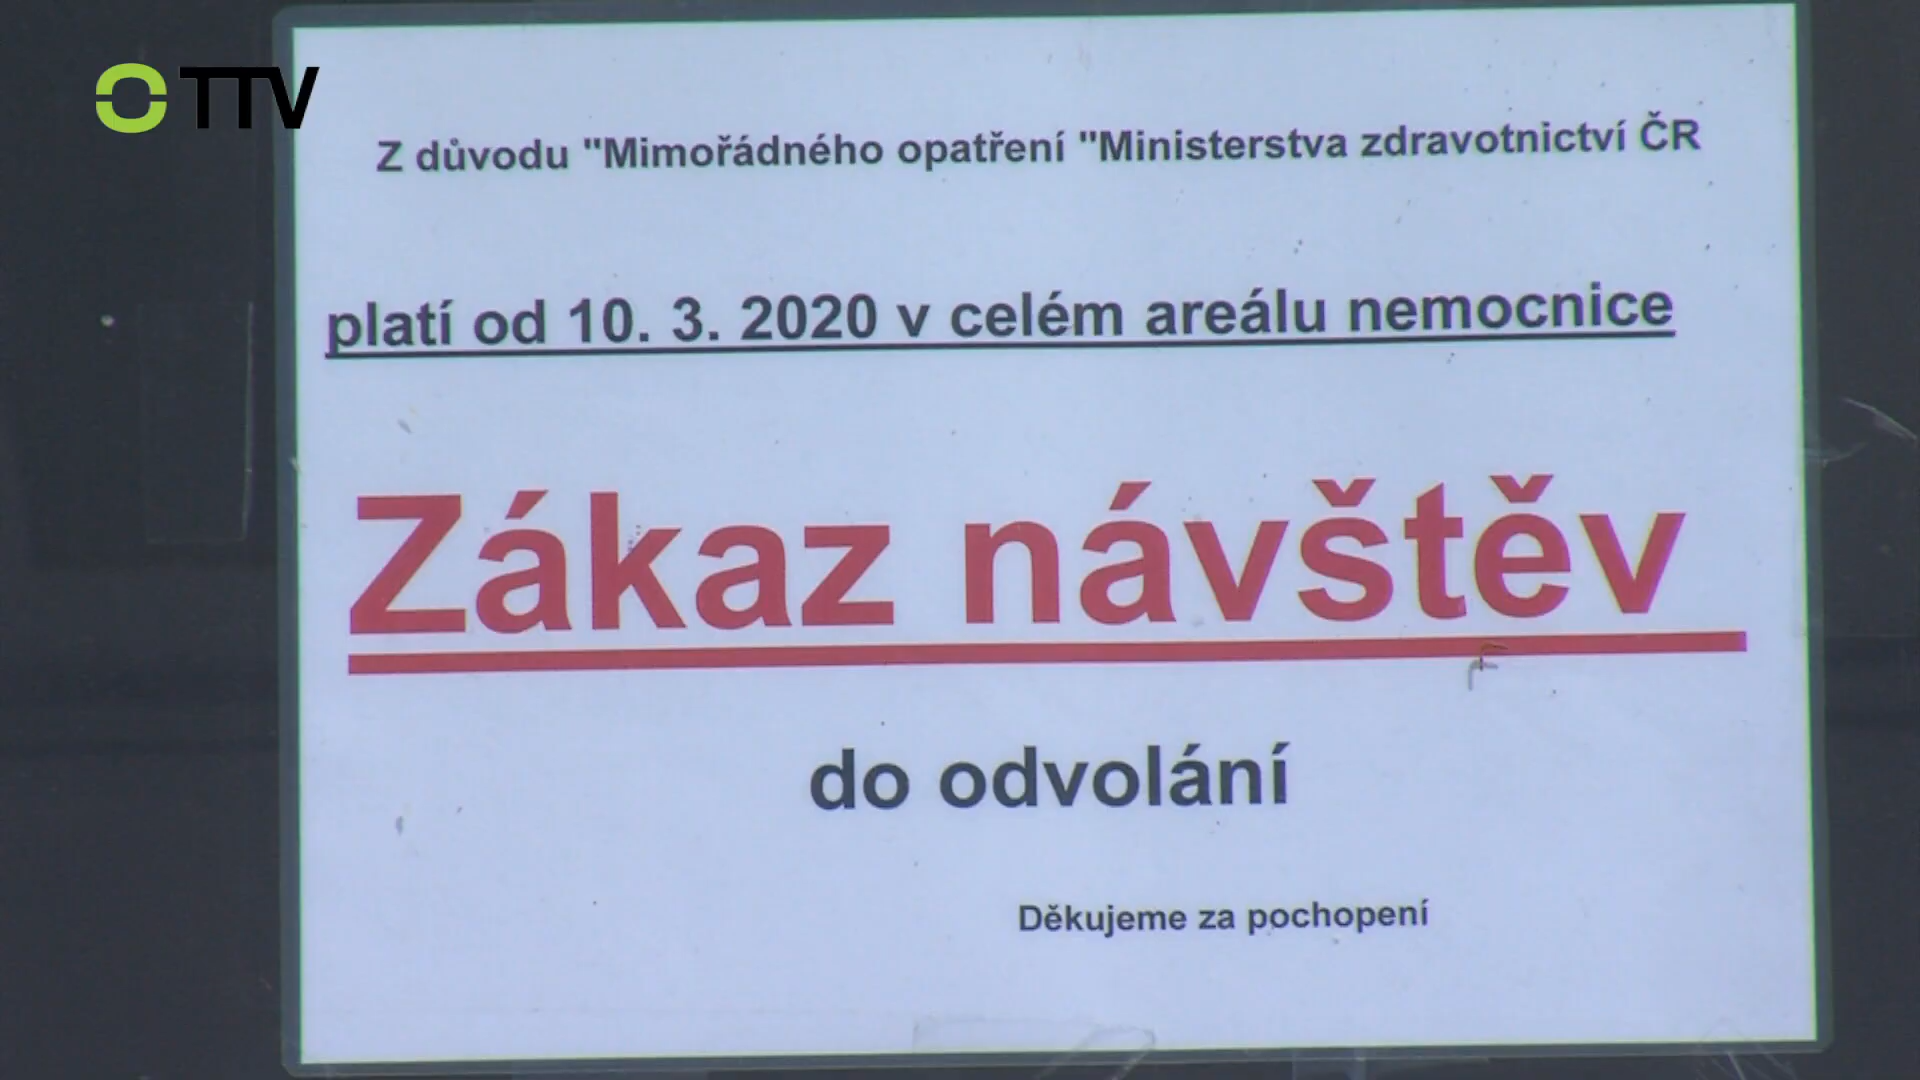 TTV
Z důvodu "Mimořádného opatření "Ministerstva zdravotnictví ČR
platí od 10. 3. 2020 v celém areálu nemocnice
Zákaz návštěv
do odvolání
Děkujeme za pochopení